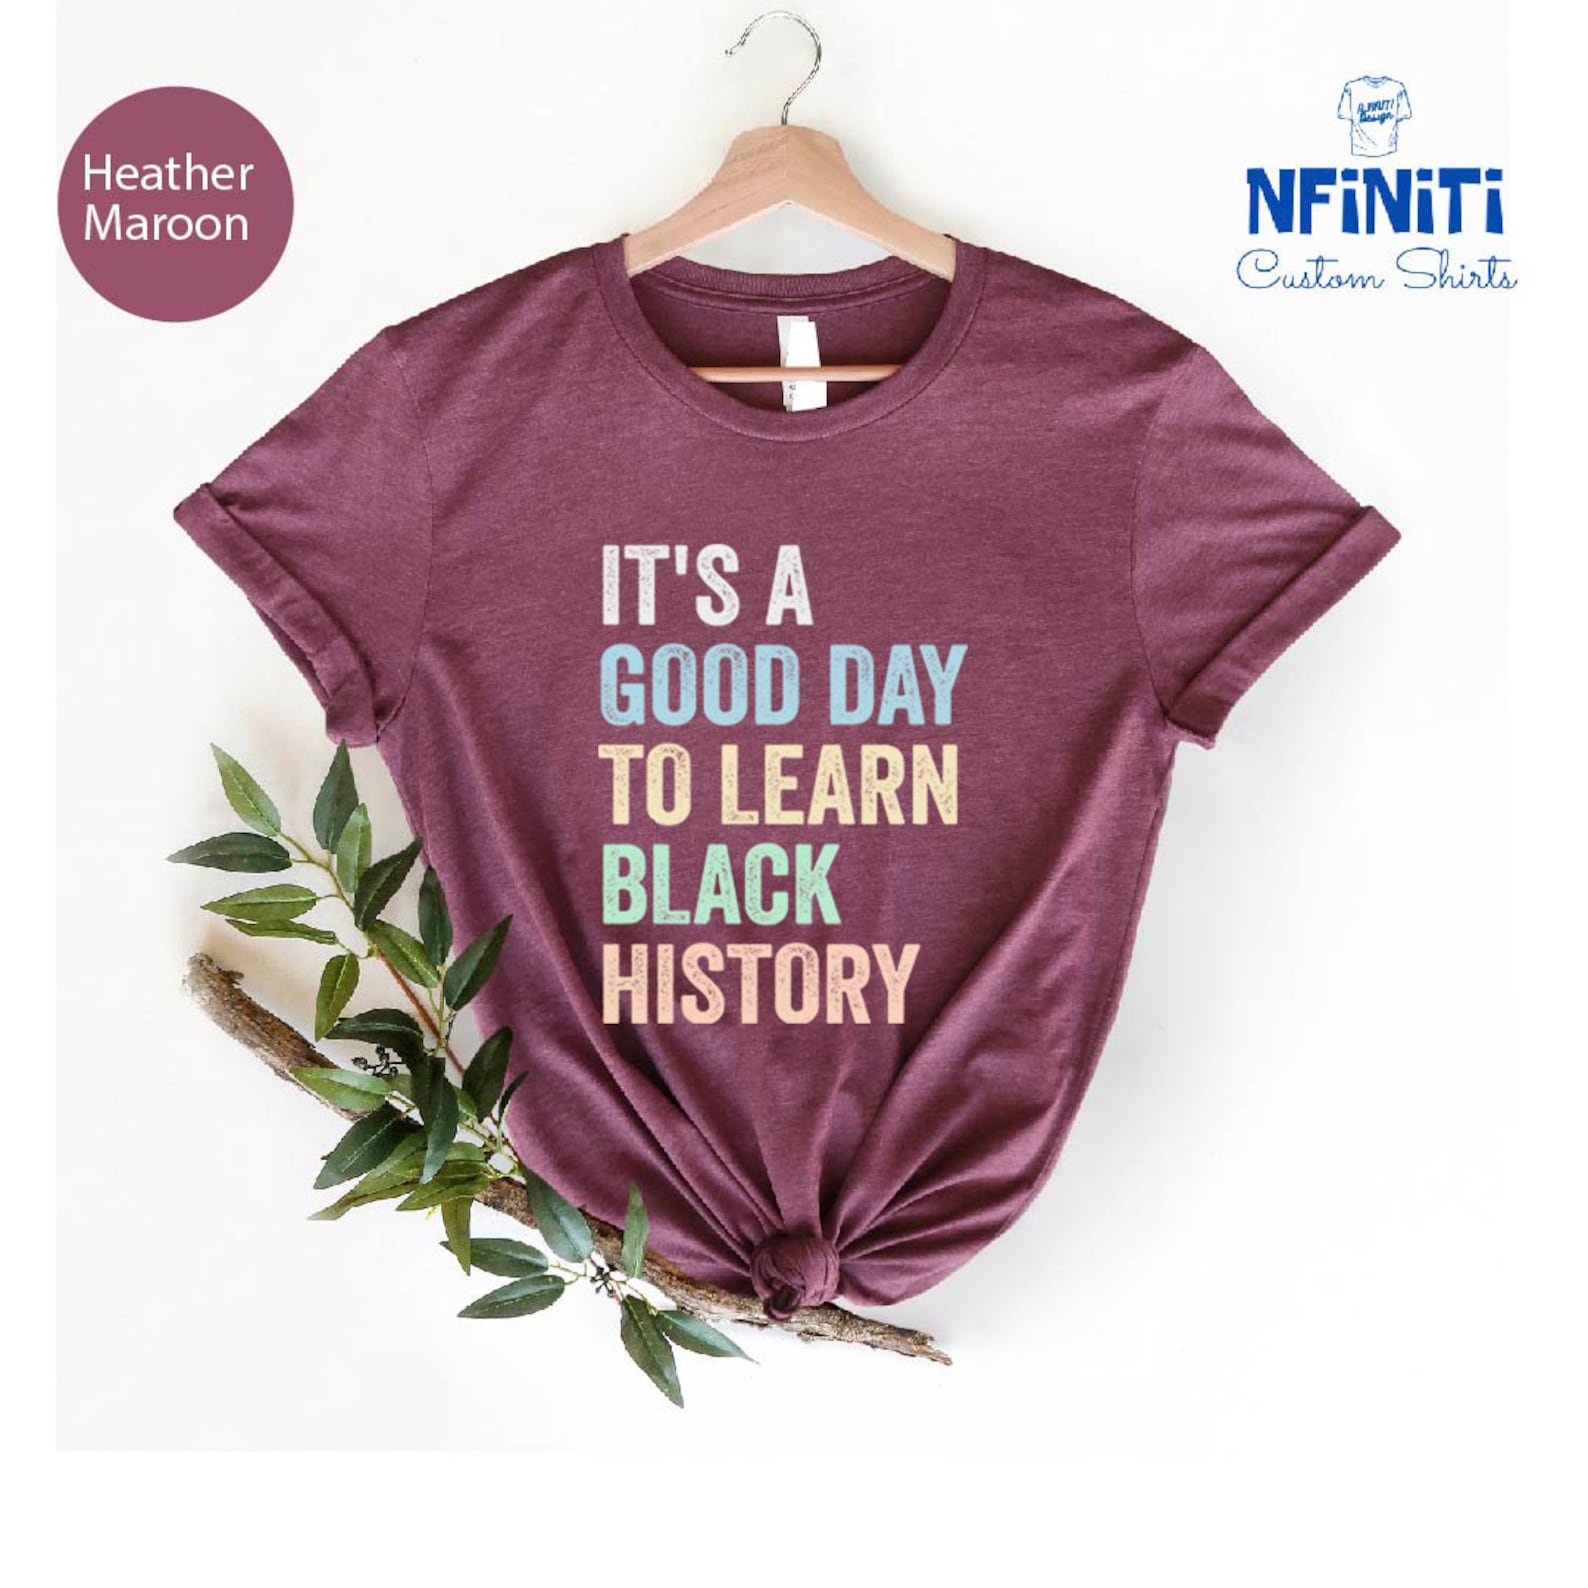 Heather
Maroon
NFiNiTi
Custom Shirts
IT'S A
GOOD DAY
TO LEARN
BLACK
HISTORY